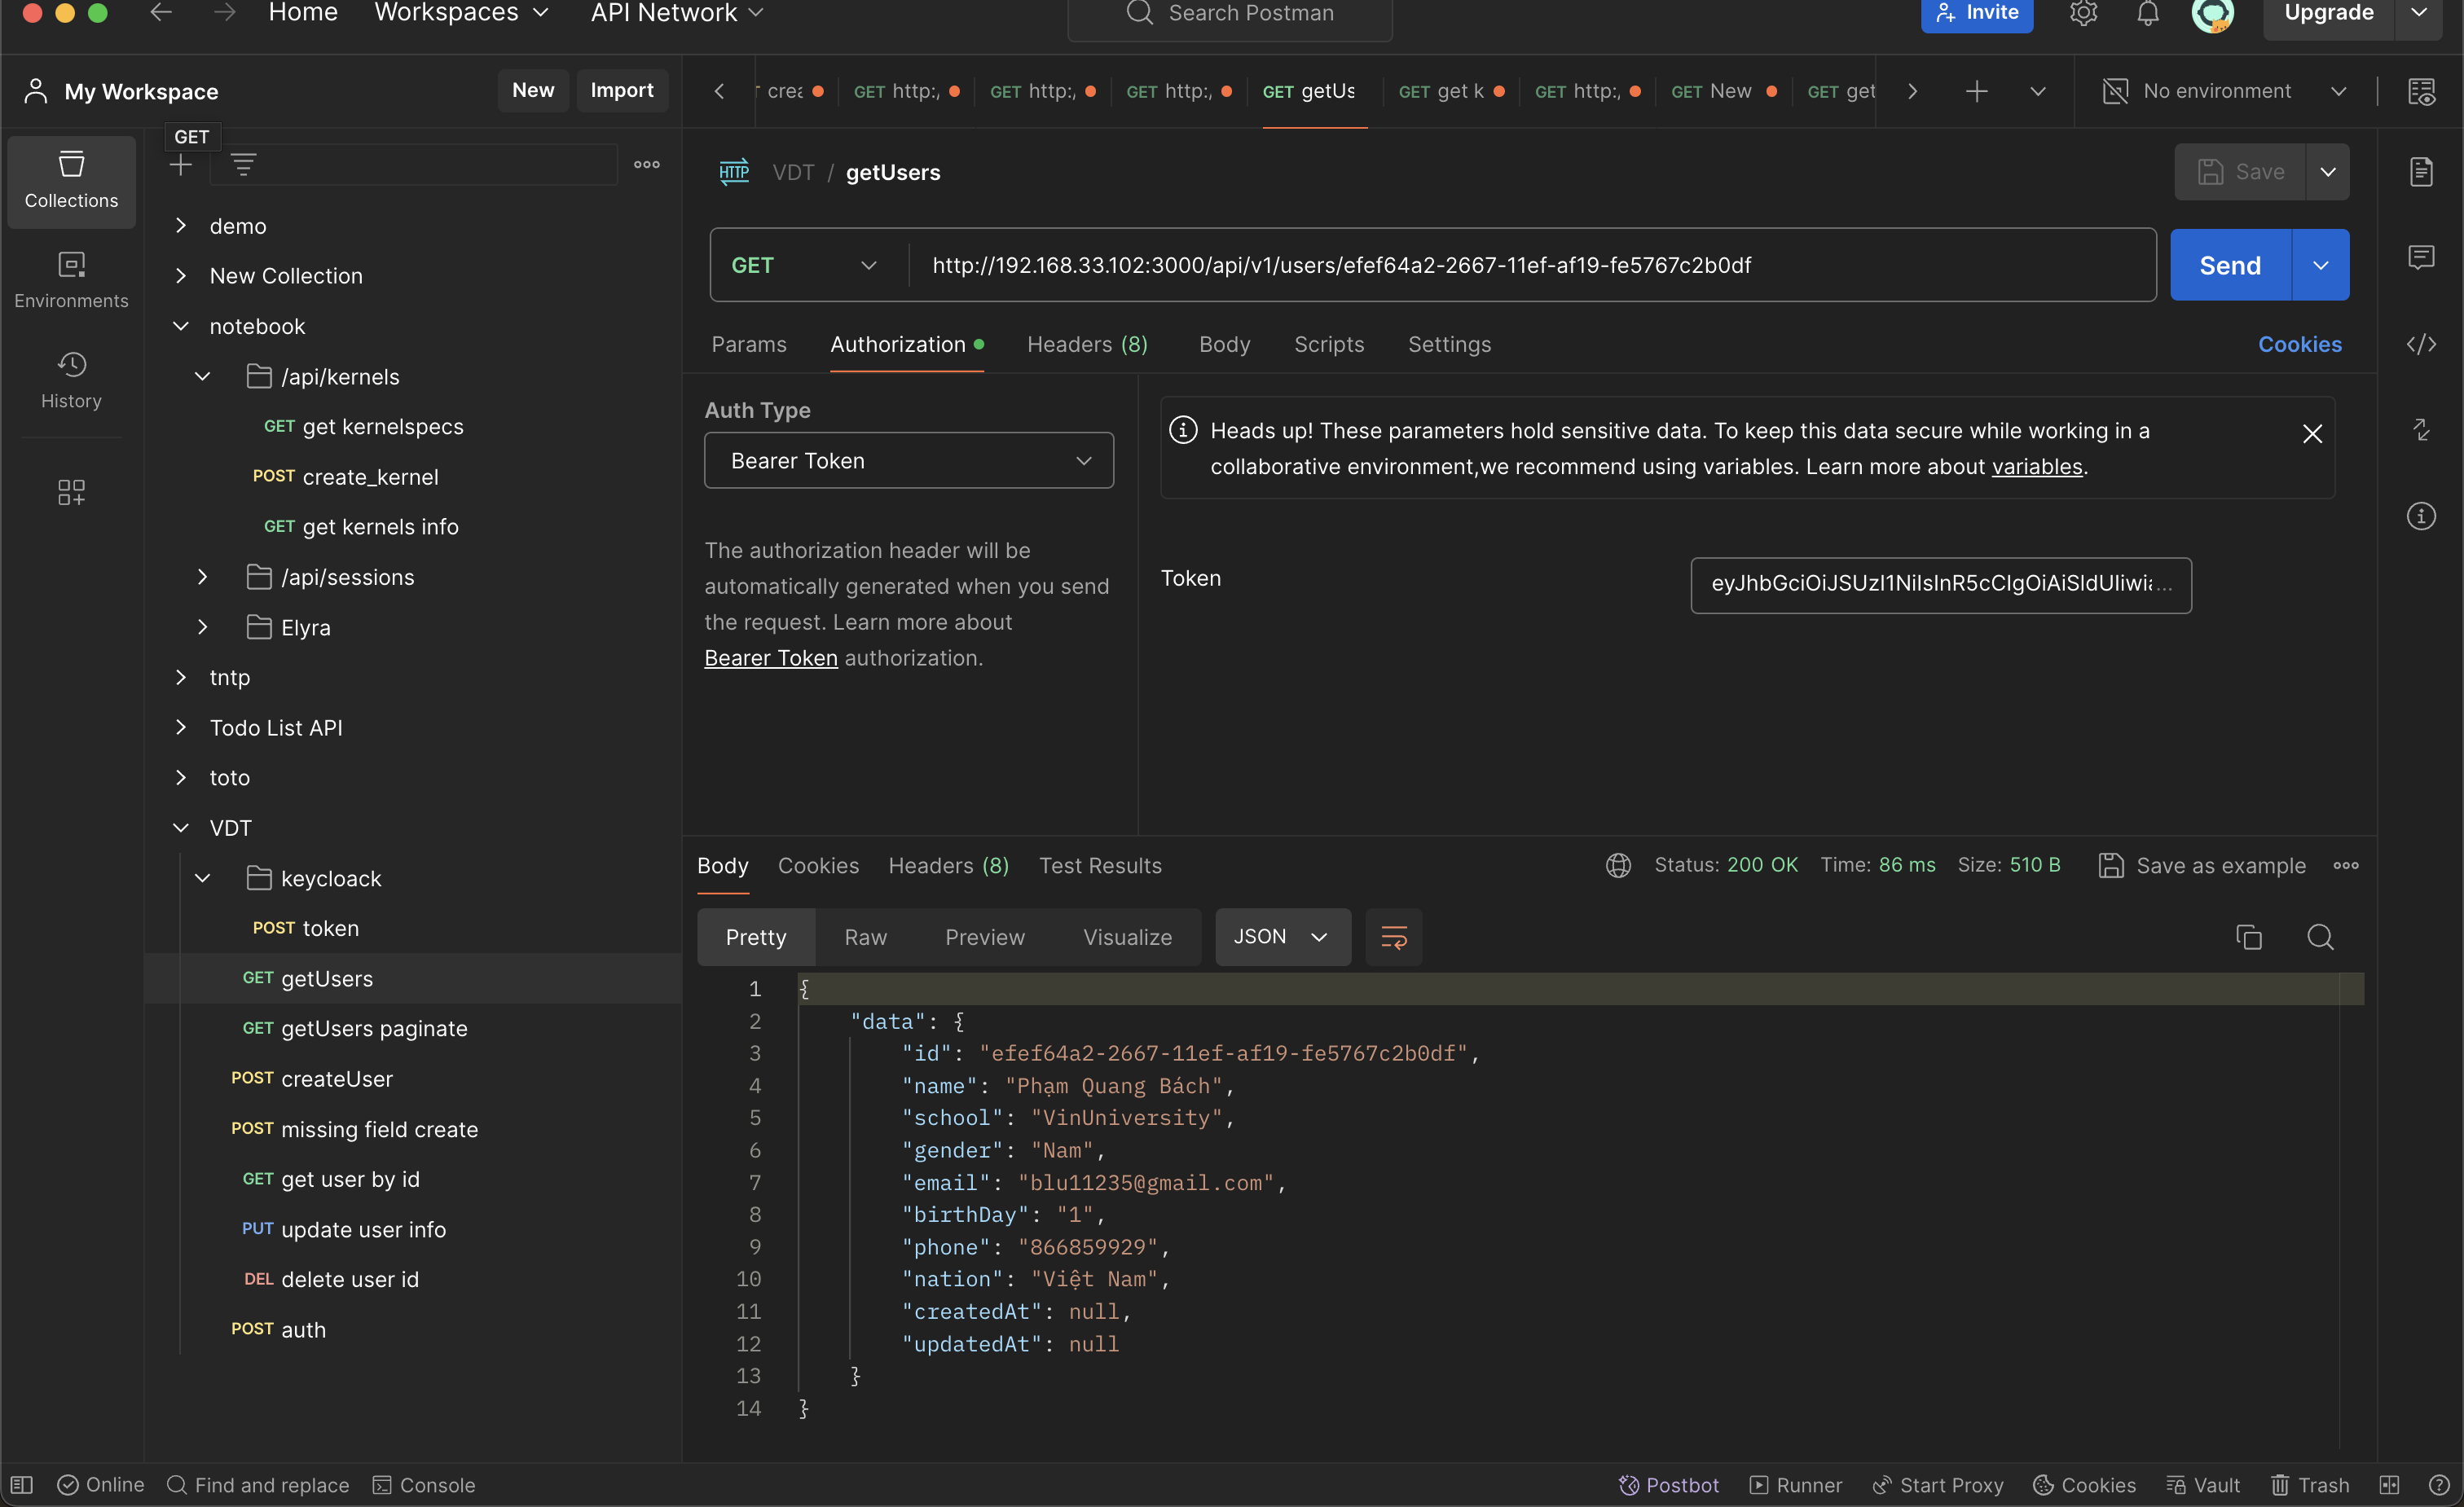 Home Workspaces API Network Search Postman Invite Upgrade
My Workspace New Import
crea GET http:/ GET http:/ GET http:/ GET getUs GET get k GET http:/ GET New GET get No environment
GET
Collections
Environments
History
demo
New Collection
notebook
/api/kernels
GET get kernelspecs
POST create_kernel
GET get kernels info
/api/sessions
Elyra
tntp
Todo List API
toto
VDT
keycloack
POST token
GET getUsers
GET getUsers paginate
POST createUser
POST missing field create
GET get user by id
PUT update user info
DEL delete user id
POST auth
HTTP VDT / getUsers Save
GET http://192.168.33.102:3000/api/v1/users/efef64a2-2667-11ef-af19-fe5767c2b0df Send
Params Authorization Headers (8) Body Scripts Settings Cookies
Auth Type
Bearer Token
The authorization header will be
automatically generated when you send
the request. Learn more about
Bearer Token authorization.
Heads up! These parameters hold sensitive data. To keep this data secure while working in a
collaborative environment,we recommend using variables. Learn more about variables.
Token
Body Cookies Headers (8) Test Results Status: 200 OK Time: 86 ms Size: 510 B Save as example
Pretty Raw Preview Visualize JSON
1 {
2 "data": {
3 "id": "efef64a2-2667-11ef-af19-fe5767c2b0df",
4 "name": "Phạm Quang Bách",
5 "school": "VinUniversity",
6 "gender": "Nam",
7 "email": "blu11235@gmail.com",
8 "birthDay": "1",
9 "phone": "866859929",
10 "nation": "Việt Nam",
11 "createdAt": null,
12 "updatedAt": null
13 }
14 }
Online Find and replace Console Postbot Runner Start Proxy Cookies Vault Trash